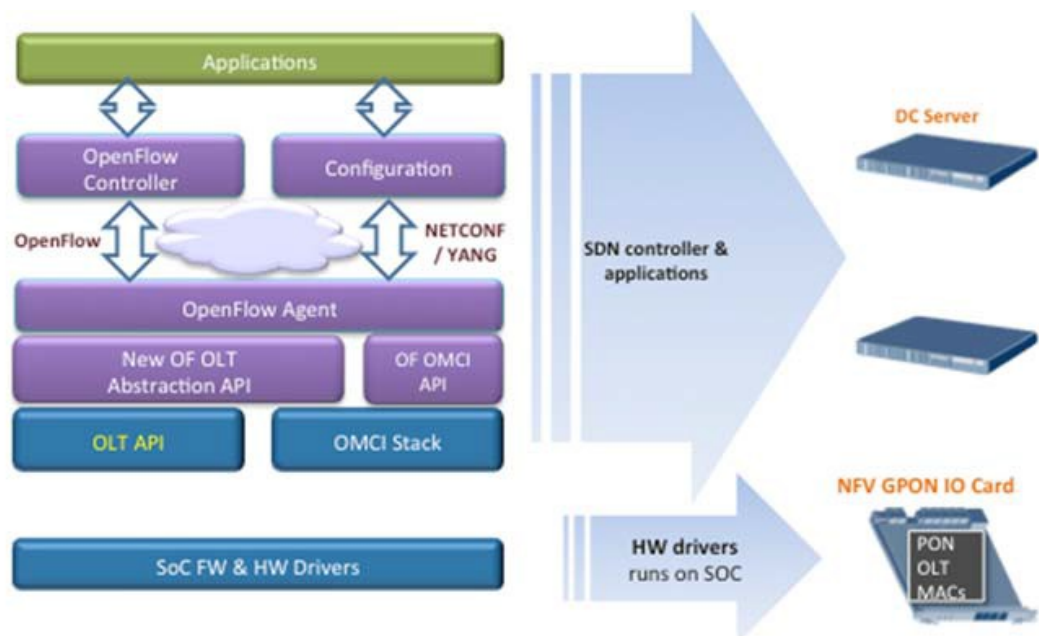 Applications
DC Server
OpenFlow
Controller
Configuration
OpenFlow
NETCONF
/ YANG
SDN controller &
applications
OpenFlow Agent
New OF OLT
Abstraction API
OF OMCI
API
OLT API
OMCI Stack
NFV GPON IO Card
SoC FW & HW Drivers
HW drivers
runs on SOC
PON
OLT
MACs